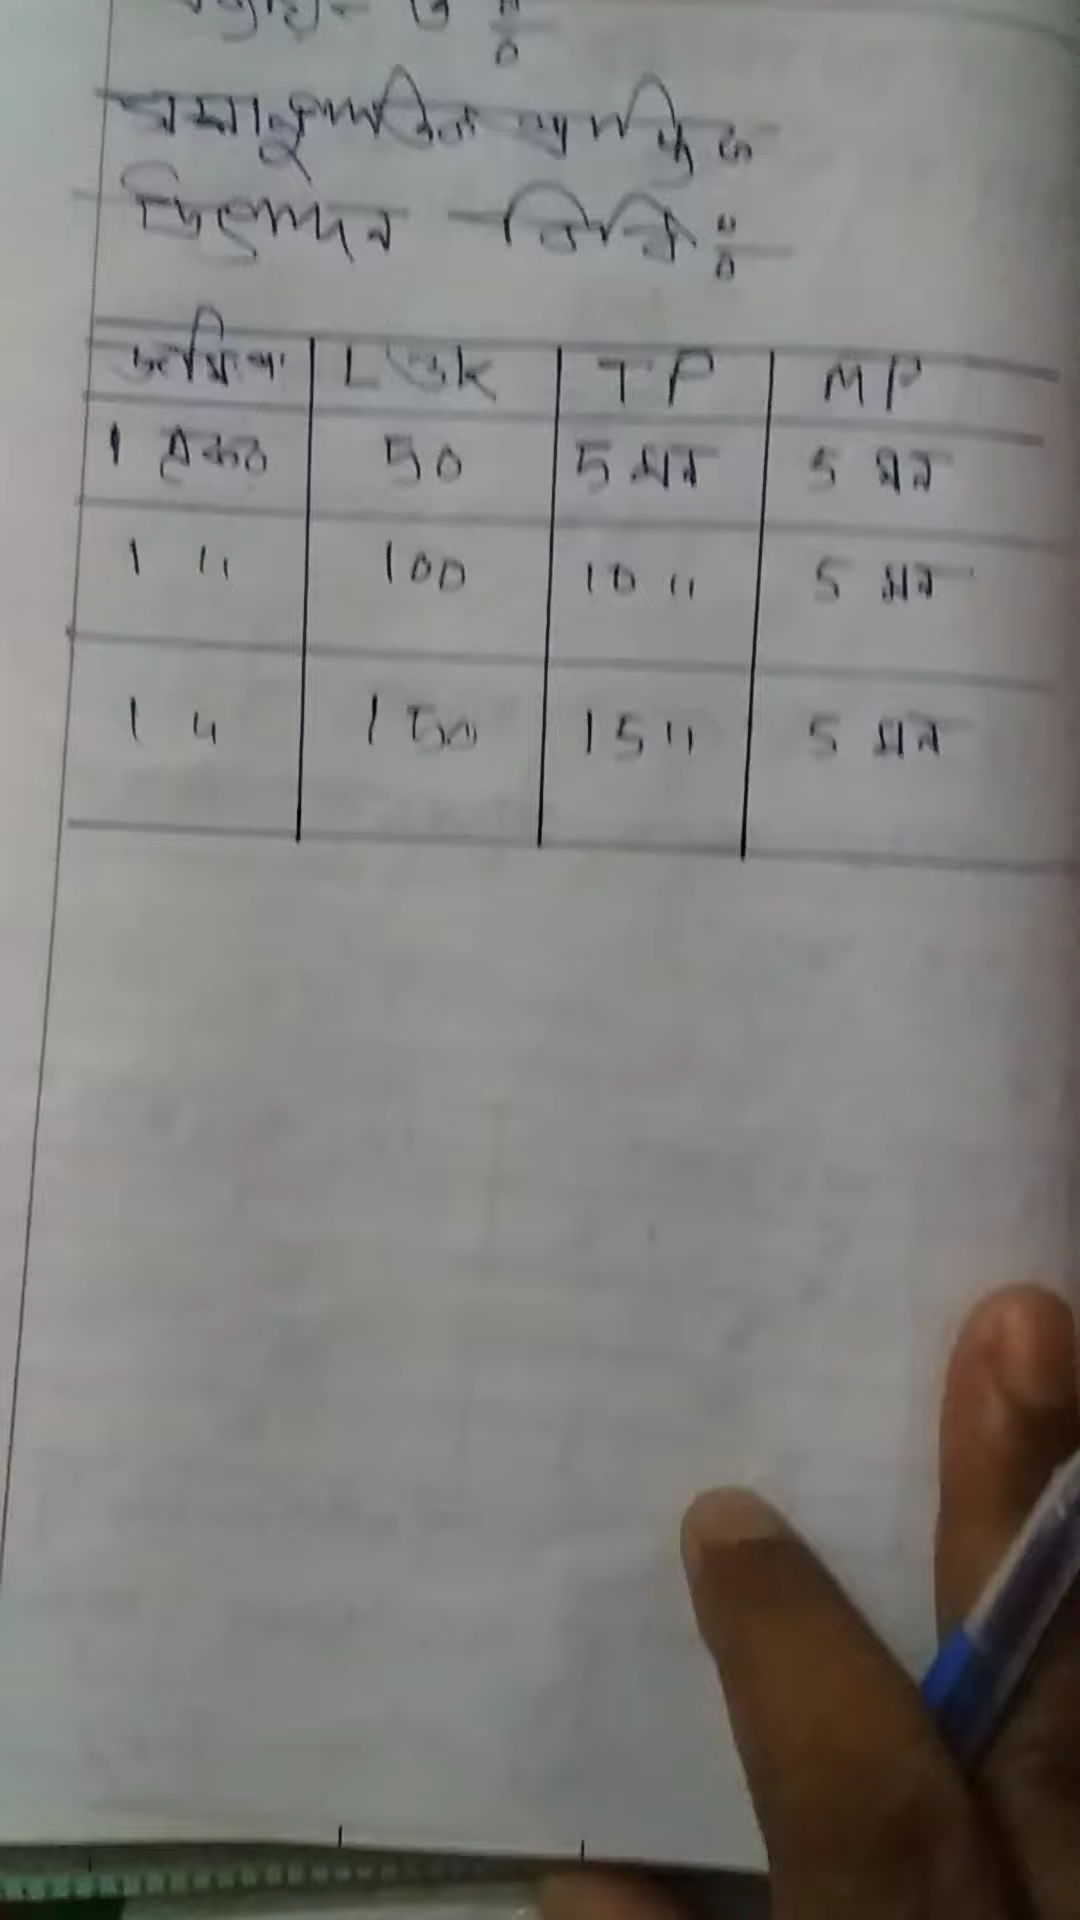 সমানুপাতিক প্রান্তিক
উৎপাদন বিধি ঃ
জমির L ও K TP MP
1 একর 50 5 মন 5 মন
1 " 100 10 " 5 মন
1 " 150 15 " 5 মন